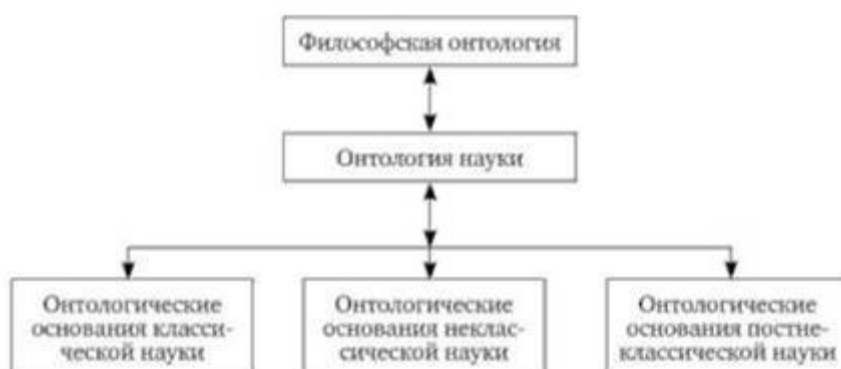 Философская онтология
Онтология науки
Онтологические
основания класси-
ческой науки
Онтологические
основания неклас-
сической науки
Онтологические
основания постне-
классической науки